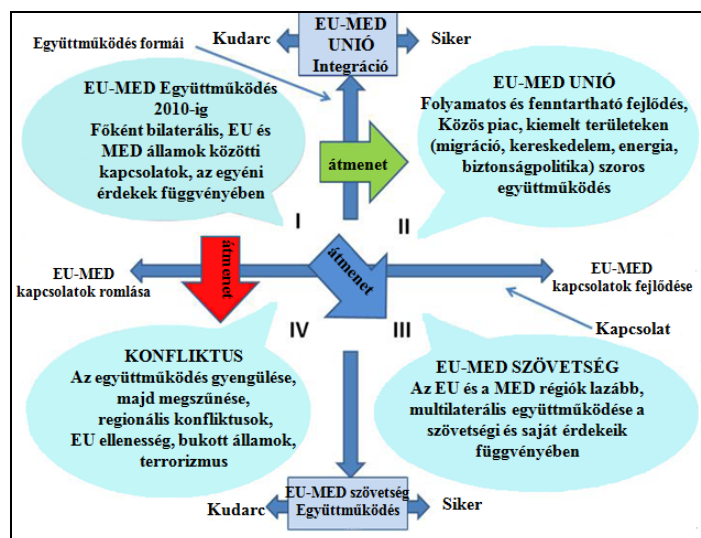 EU-MED
UNIÓ
Integráció
Kudarc
Siker
Együttműködés formái
EU-MED Együttműködés
2010-ig
Főként bilaterális, EU és
MED államok közötti
kapcsolatok, az egyéni
érdekek függvényében
I
átmenet
EU-MED UNIÓ
Folyamatos és fenntartható fejlődés,
Közös piac, kiemelt területeken
(migráció, kereskedelem, energia,
biztonságpolitika) szoros
együttműködés
II
EU-MED
kapcsolatok romlása
átmenet
átmenet
EU-MED
kapcsolatok fejlődése
Kapcsolat
IV
KONFLIKTUS
Az együttműködés gyengülése,
majd megszűnése,
regionális konfliktusok,
EU ellenesség, bukott államok,
terrorizmus
III
EU-MED SZÖVETSÉG
Az EU és a MED régiók lazább,
multilaterális együttműködése a
szövetségi és saját érdekeik
függvényében
Kudarc
EU-MED szövetség
Együttműködés
Siker